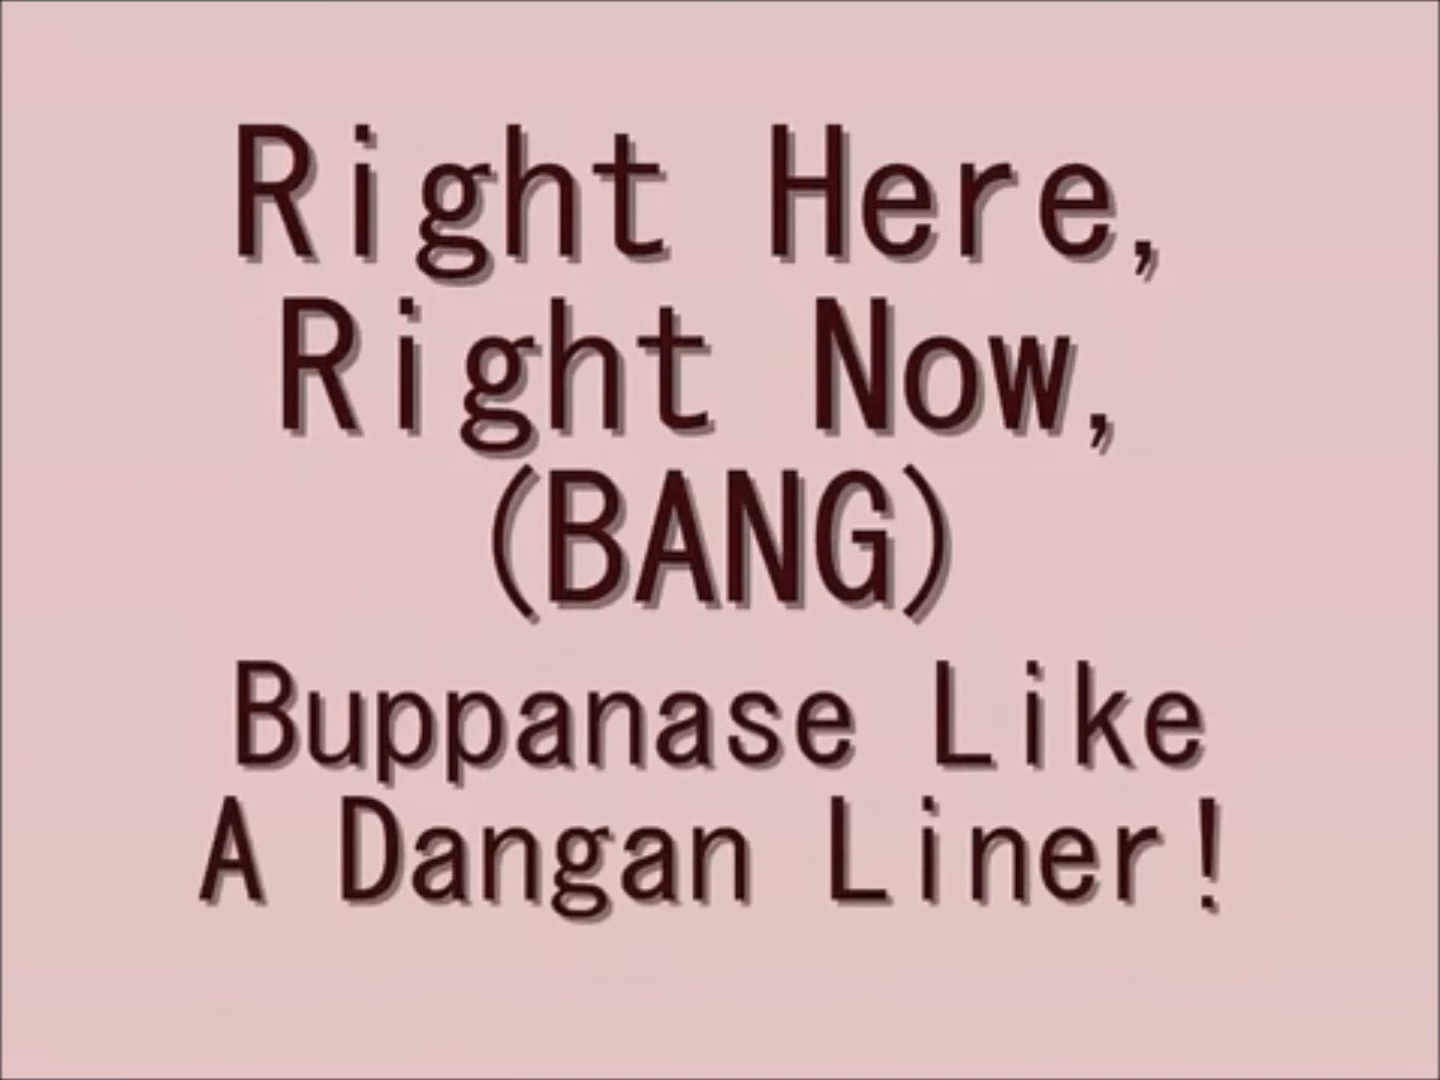 Right Here,
Right Now,
(BANG)
Buppanase Like
A Dangan Liner!